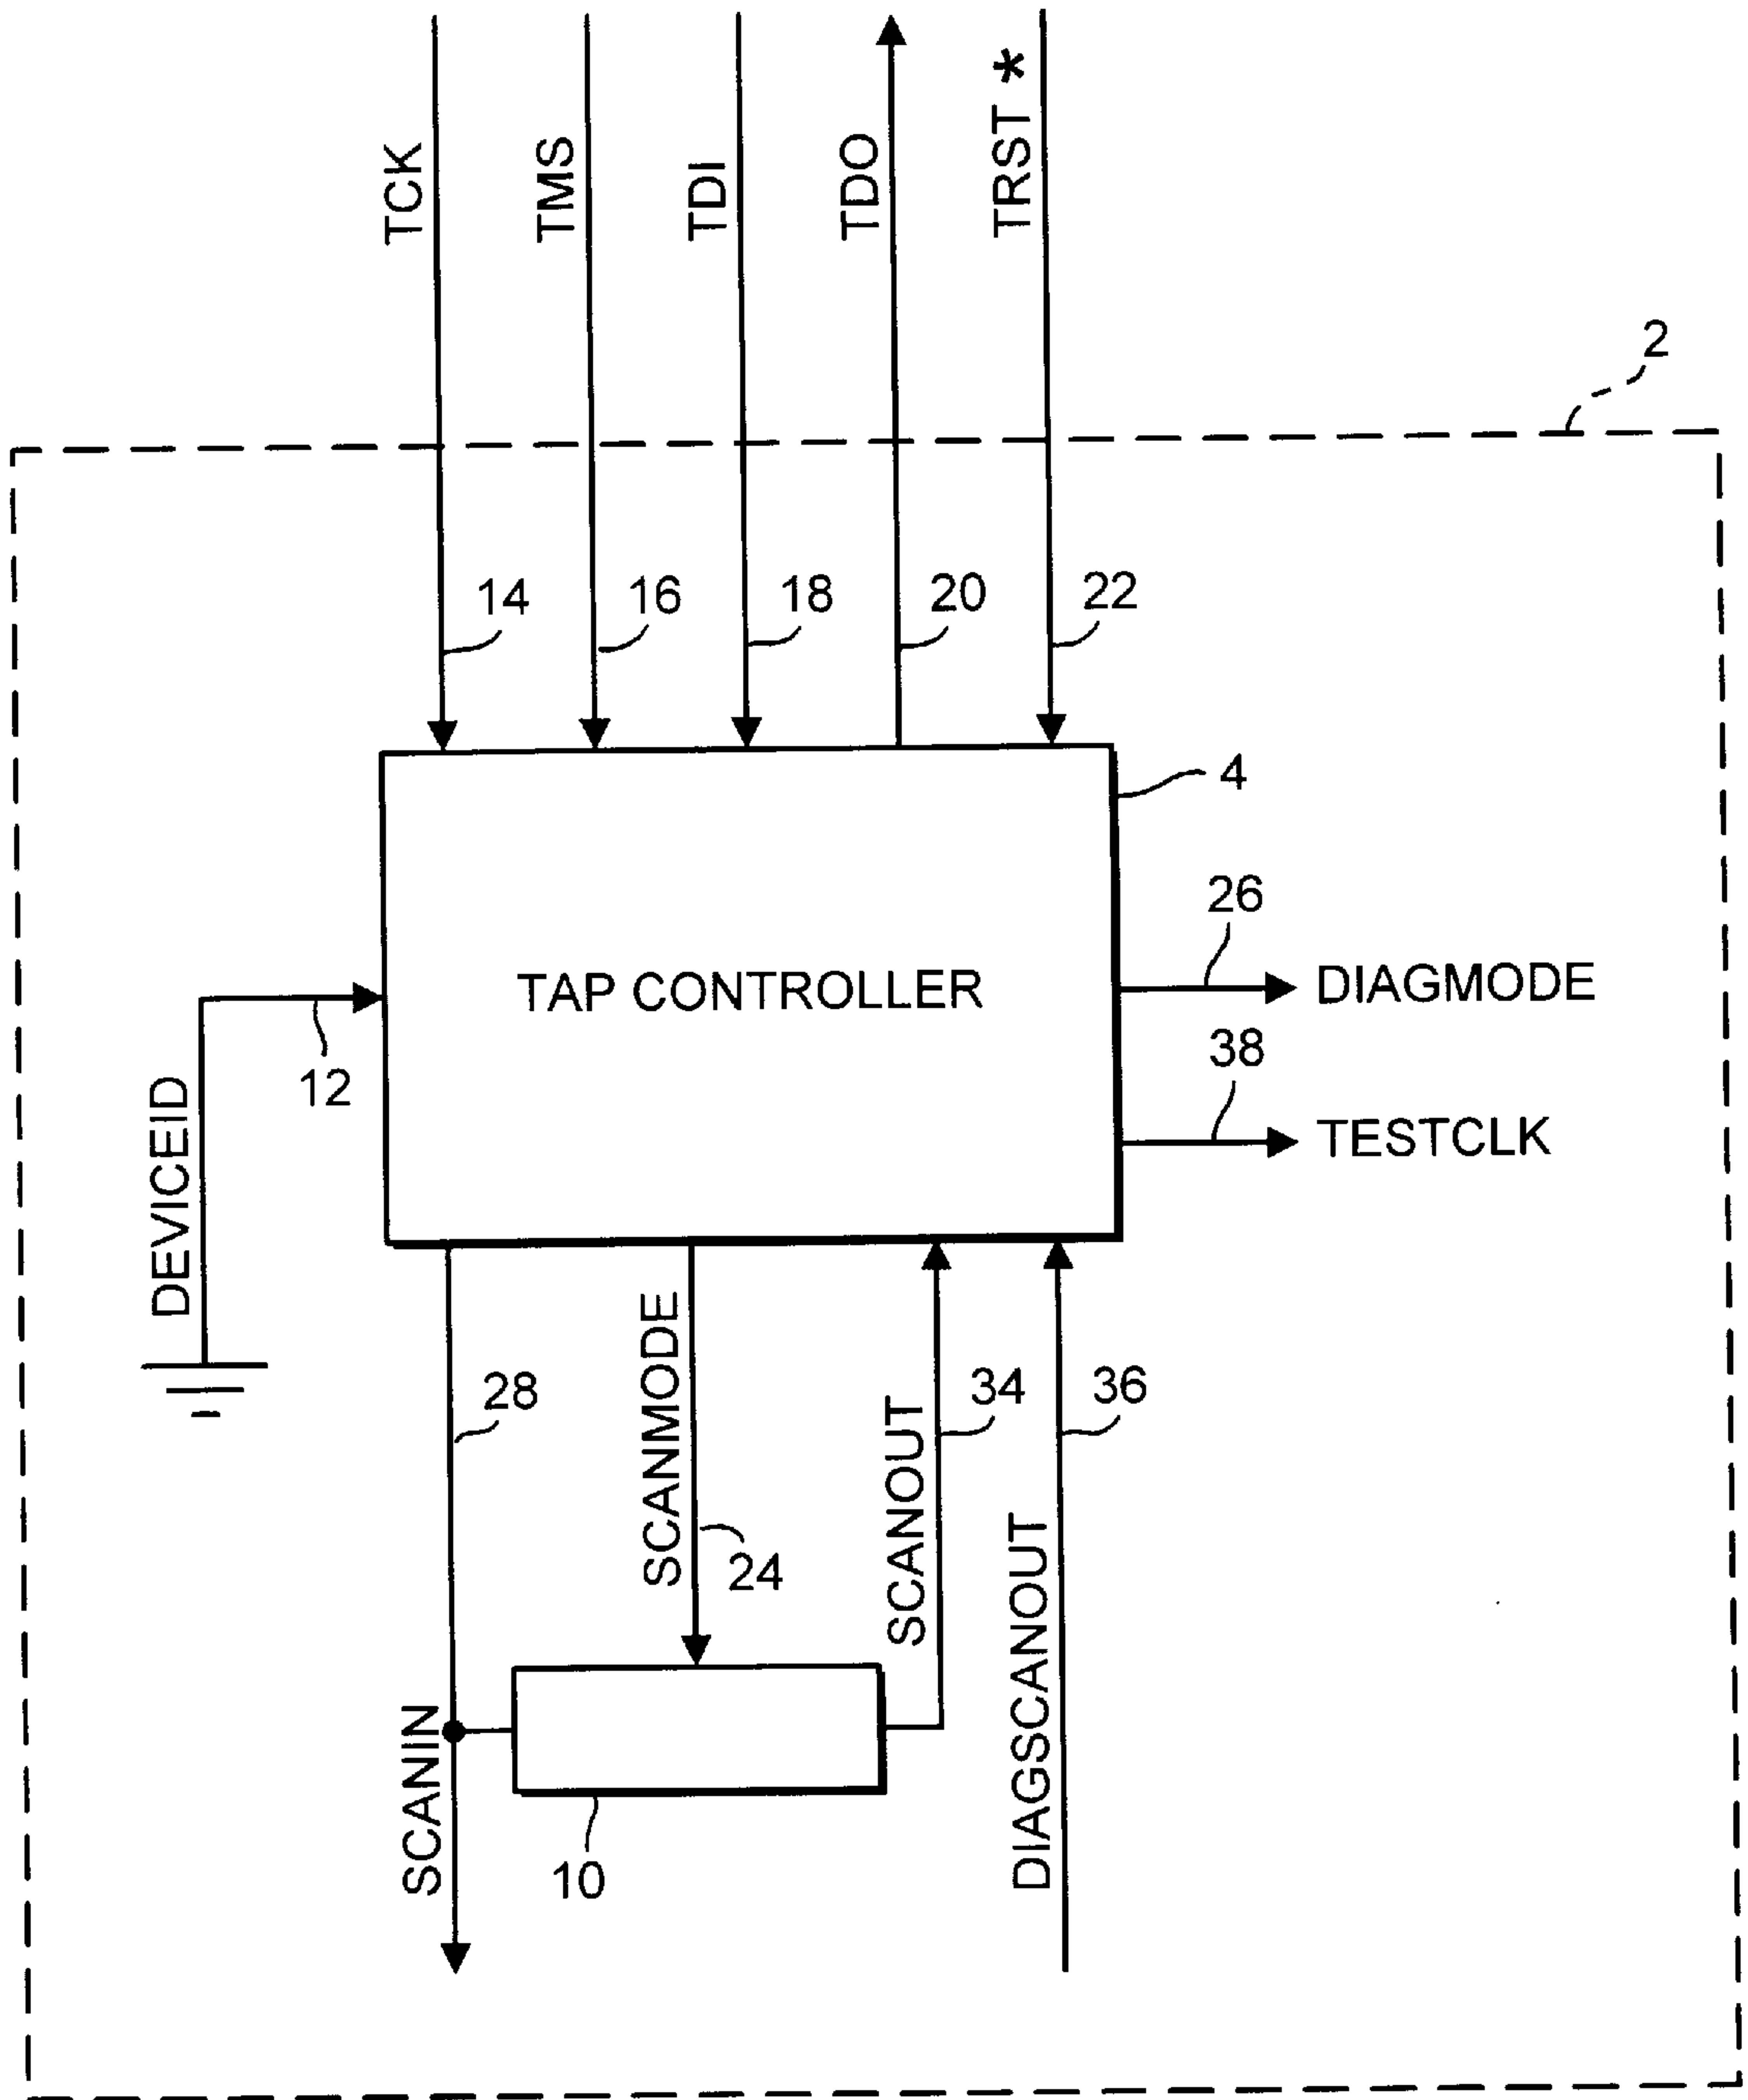 TCK
TMS
TDI
TDO
TRST *
2
14
16
18
20
22
4
26
TAP CONTROLLER
DIAGMODE
38
12
TESTCLK
DEVICEID
28
SCANMODE
34
36
SCANOUT
24
DIAGSCANOUT
SCANIN
10